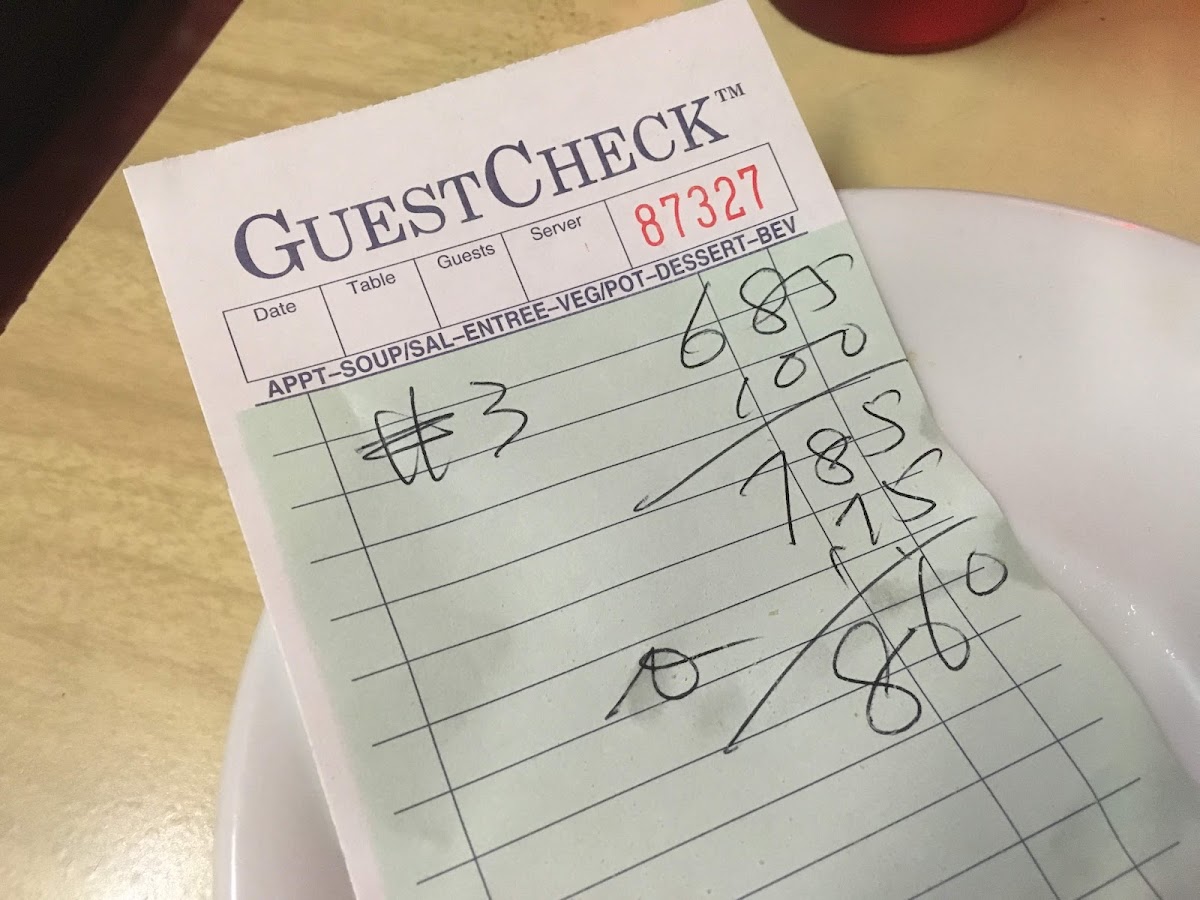 GUESTCHECK™
Date Table Guests Server 87327
APPT–SOUP/SAL–ENTREE–VEG/POT–DESSERT–BEV
685
#3 100
785
75
860